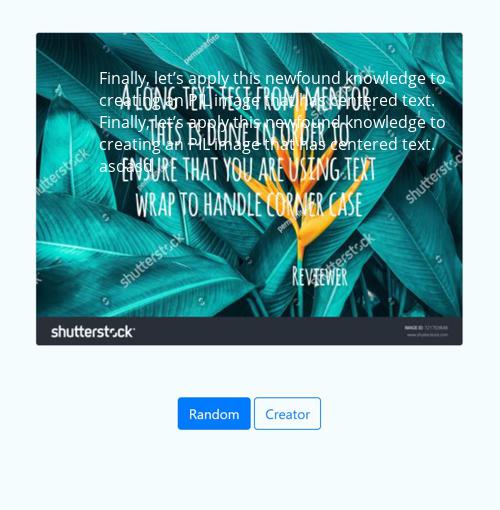 Finally, let's apply this newfound knowledge to
creating an PIL image that has centered text.
Finally, let's apply this newfound knowledge to
creating an PIL image that has centered text.
asdasd
A long text test from mentor.
This is done in order to
ensure that you are using text
wrap to handle corner case
Reviewer
shutterstock
shutterstock
shutterstock
shutterstock
shutterstock
IMAGE ID: 721703848
www.shutterstock.com
Random
Creator